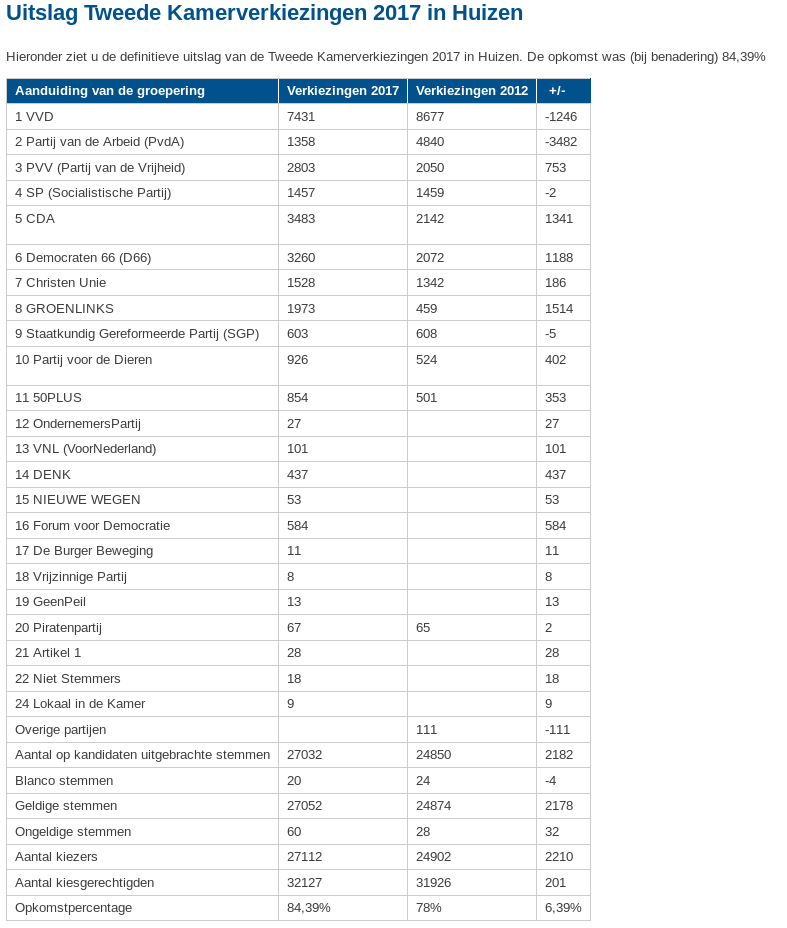 Uitslag Tweede Kamerverkiezingen 2017 in Huizen
Hieronder ziet u de definitieve uitslag van de Tweede Kamerverkiezingen 2017 in Huizen. De opkomst was (bij benadering) 84,39%
Aanduiding van de groepering Verkiezingen 2017 Verkiezingen 2012 +/-
1 VVD 7431 8677 -1246
2 Partij van de Arbeid (PvdA) 1358 4840 -3482
3 PVV (Partij van de Vrijheid) 2803 2050 753
4 SP (Socialistische Partij) 1457 1459 -2
5 CDA 3483 2142 1341
6 Democraten 66 (D66) 3260 2072 1188
7 Christen Unie 1528 1342 186
8 GROENLINKS 1973 459 1514
9 Staatkundig Gereformeerde Partij (SGP) 603 608 -5
10 Partij voor de Dieren 926 524 402
11 50PLUS 854 501 353
12 OndernemersPartij 27 27
13 VNL (VoorNederland) 101 101
14 DENK 437 437
15 NIEUWE WEGEN 53 53
16 Forum voor Democratie 584 584
17 De Burger Beweging 11 11
18 Vrijzinnige Partij 8 8
19 GeenPeil 13 13
20 Piratenpartij 67 65 2
21 Artikel 1 28 28
22 Niet Stemmers 18 18
24 Lokaal in de Kamer 9 9
Overige partijen 111 -111
Aantal op kandidaten uitgebrachte stemmen 27032 24850 2182
Blanco stemmen 20 24 -4
Geldige stemmen 27052 24874 2178
Ongeldige stemmen 60 28 32
Aantal kiezers 27112 24902 2210
Aantal kiesgerechtigden 32127 31926 201
Opkomstpercentage 84,39% 78% 6,39%